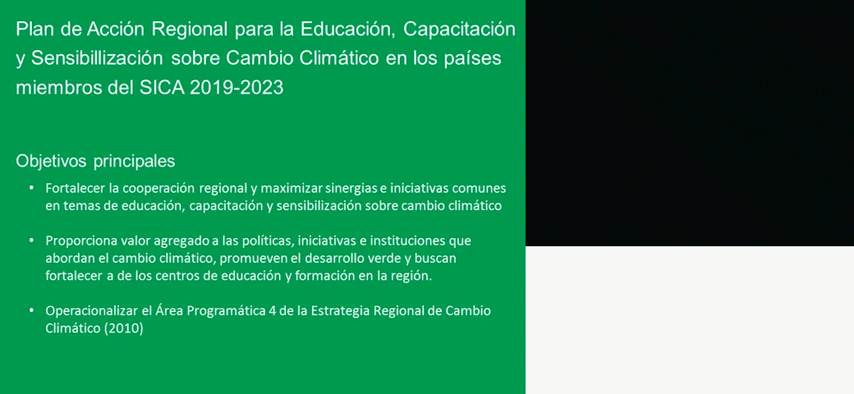 Plan de Acción Regional para la Educación, Capacitación
y Sensibillización sobre Cambio Climático en los países
miembros del SICA 2019-2023
Objetivos principales
• Fortalecer la cooperación regional y maximizar sinergias e iniciativas comunes
en temas de educación, capacitación y sensibilización sobre cambio climático
• Proporciona valor agregado a las políticas, iniciativas e instituciones que
abordan el cambio climático, promueven el desarrollo verde y buscan
fortalecer a de los centros de educación y formación en la región.
• Operacionalizar el Área Programática 4 de la Estrategia Regional de Cambio
Climático (2010)